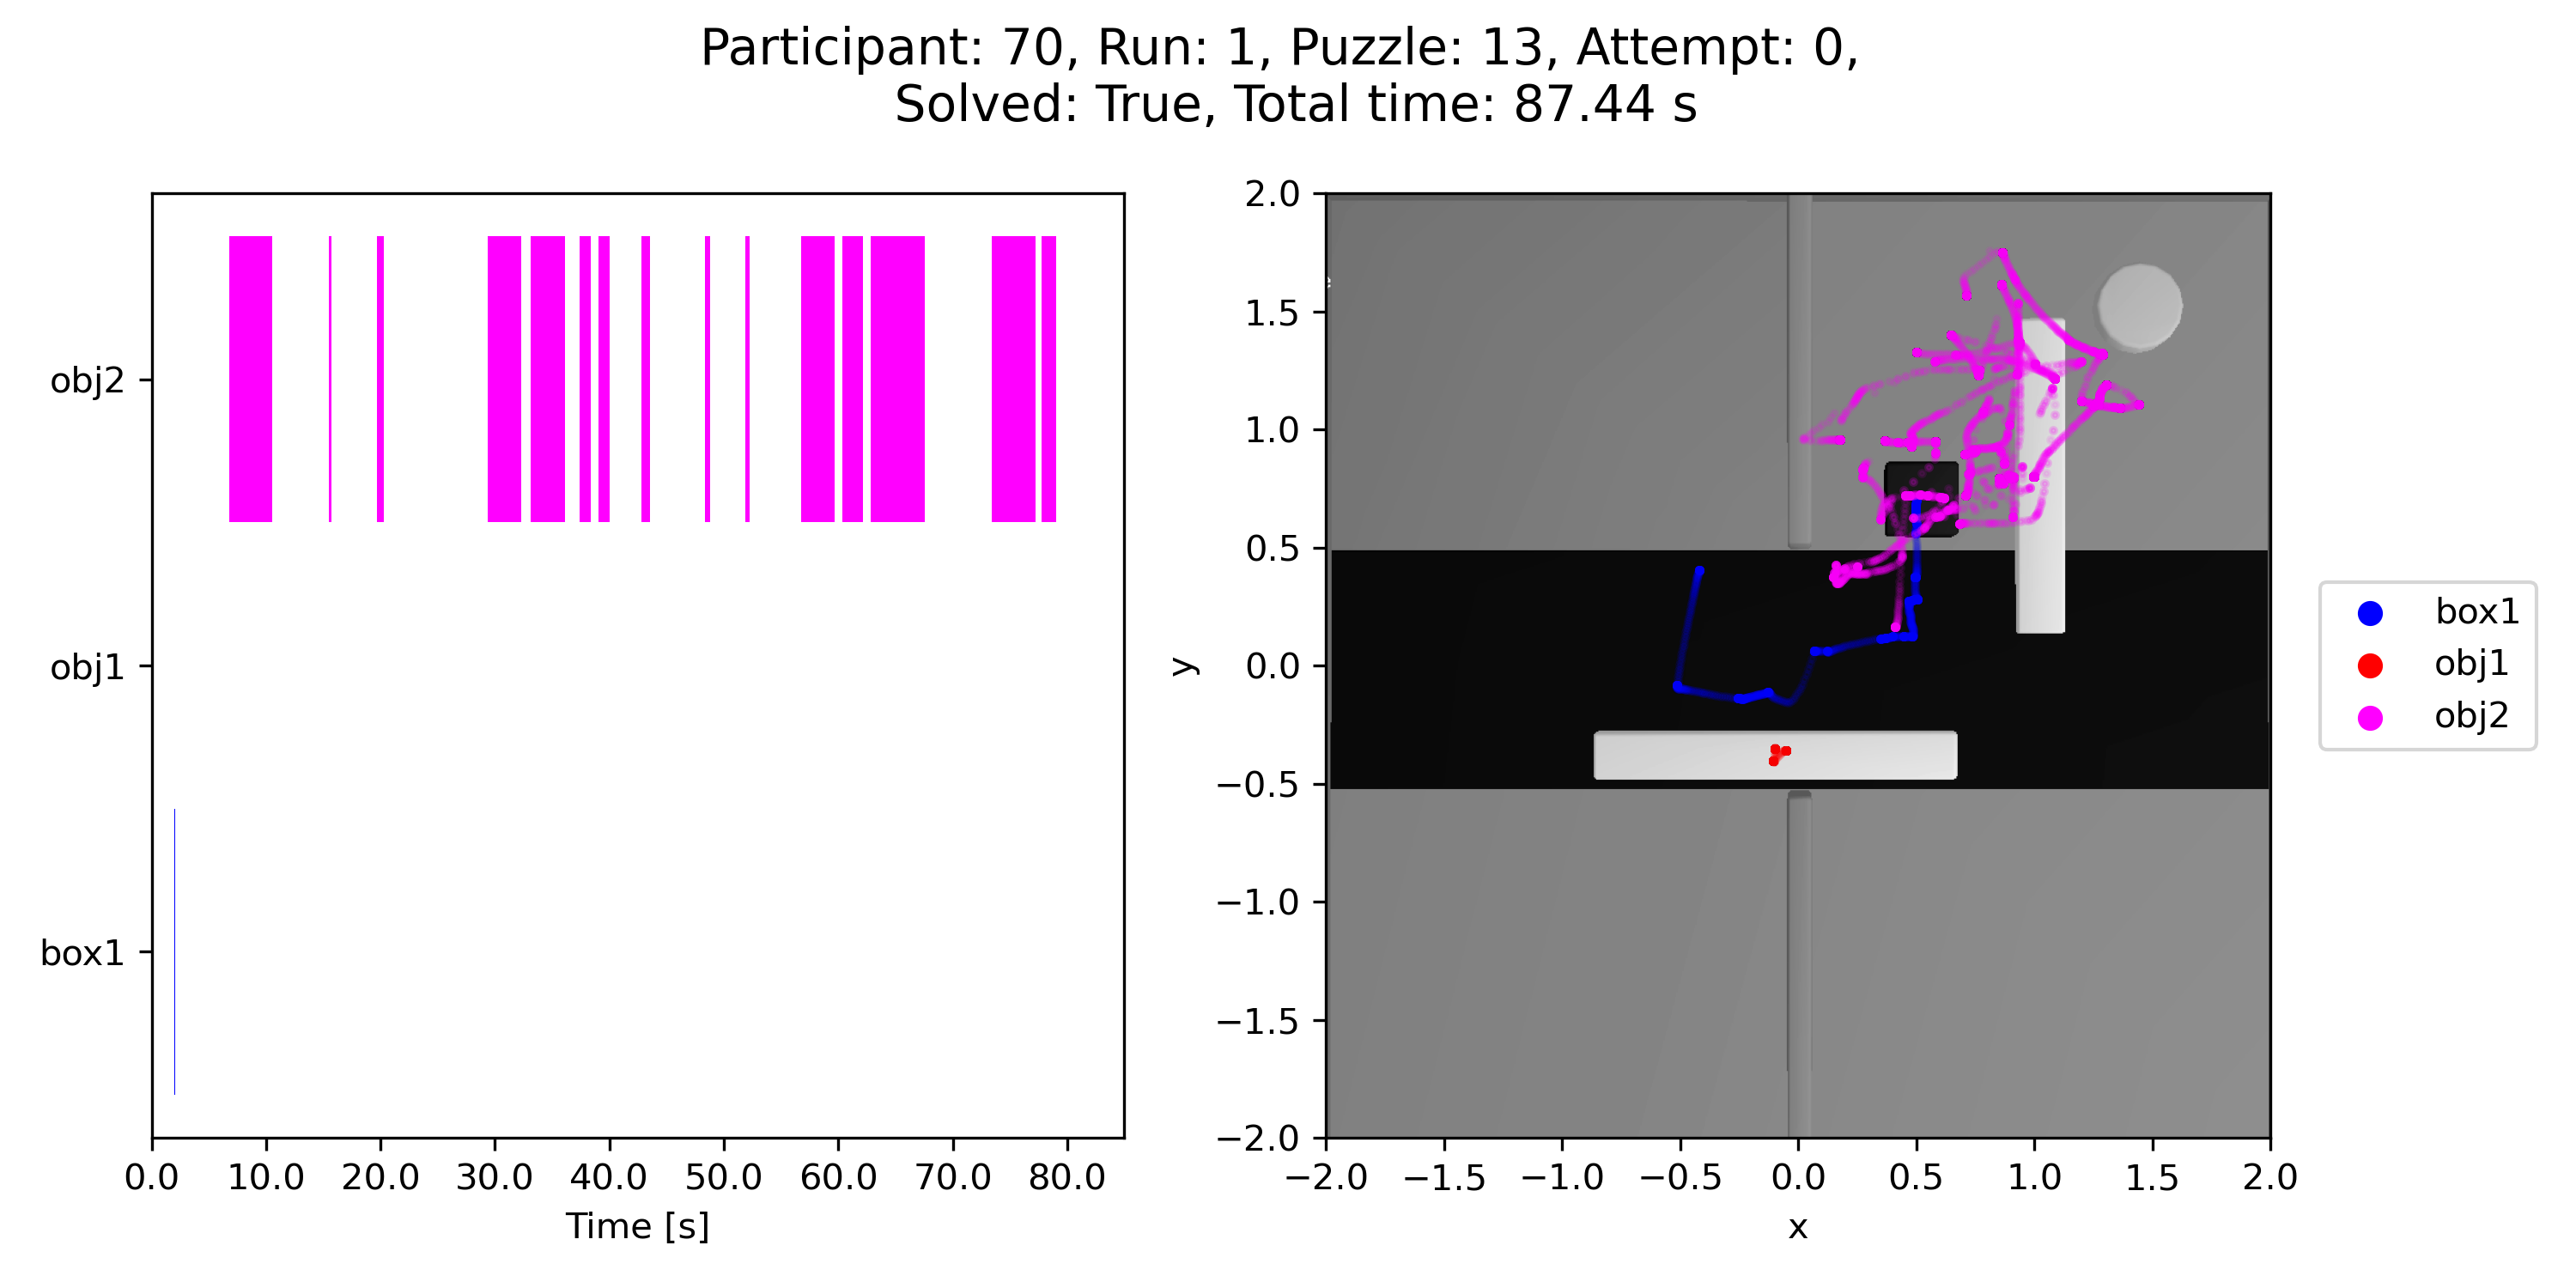 Participant: 70, Run: 1, Puzzle: 13, Attempt: 0,
Solved: True, Total time: 87.44 s
obj2
obj1
box1
0.0 10.0 20.0 30.0 40.0 50.0 60.0 70.0 80.0
Time [s]
2.0
1.5
1.0
0.5
0.0
−0.5
−1.0
−1.5
−2.0
y
−2.0 −1.5 −1.0 −0.5 0.0 0.5 1.0 1.5 2.0
x
box1
obj1
obj2